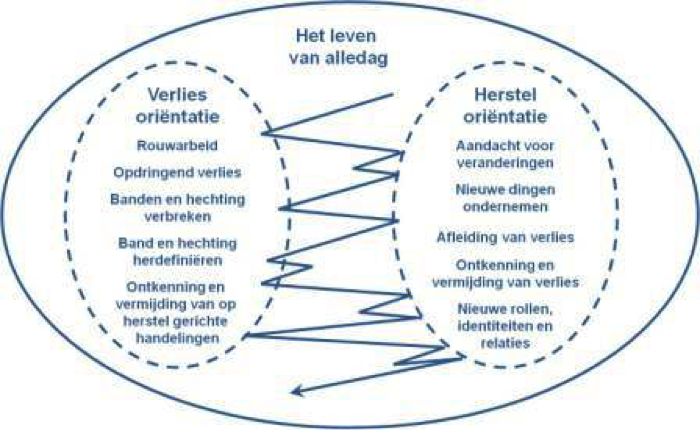 Het leven
van alledag
Verlies
oriëntatie
Rouwarbeid
Opdringend verlies
Banden en hechting
verbreken
Band en hechting
herdefiniëren
Ontkenning en
vermijding van op
herstel gerichte
handelingen
Herstel
oriëntatie
Aandacht voor
veranderingen
Nieuwe dingen
ondernemen
Afleiding van verlies
Ontkenning en
vermijding van verlies
Nieuwe rollen,
identiteiten en
relaties